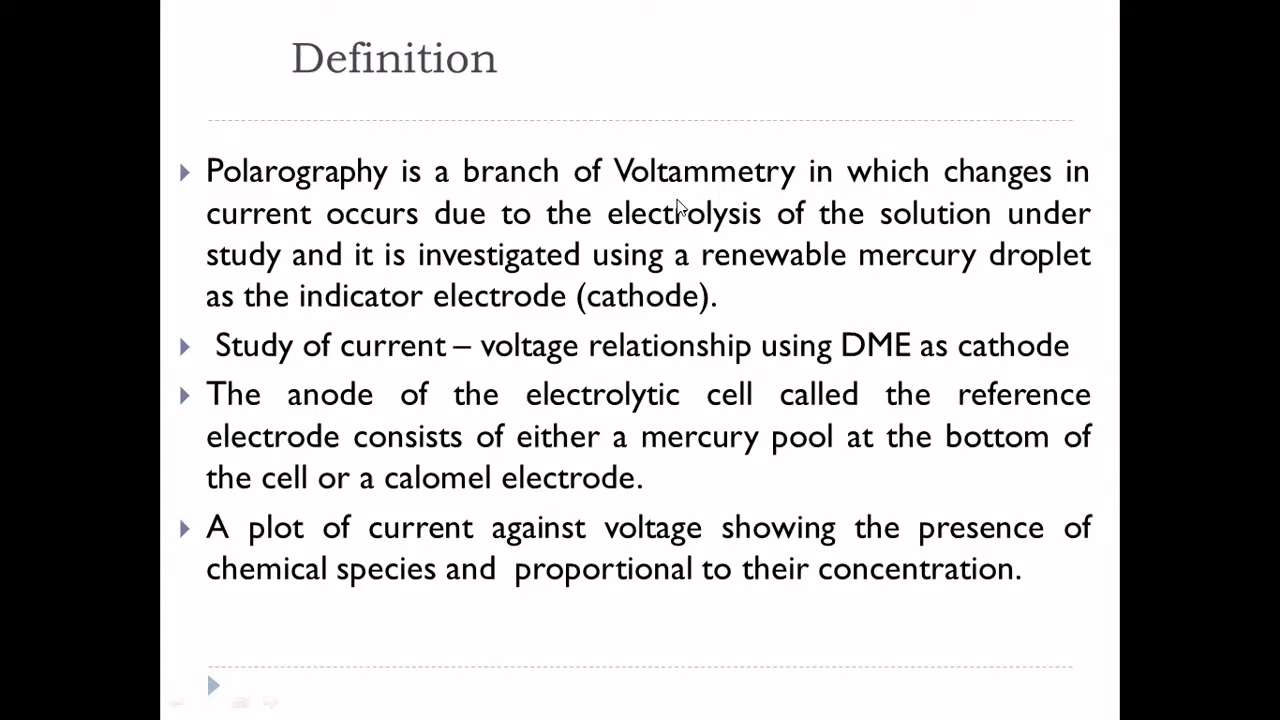 Definition
Polarography is a branch of Voltammetry in which changes in
current occurs due to the electrolysis of the solution under
study and it is investigated using a renewable mercury droplet
as the indicator electrode (cathode).
Study of current – voltage relationship using DME as cathode
The anode of the electrolytic cell called the reference
electrode consists of either a mercury pool at the bottom of
the cell or a calomel electrode.
A plot of current against voltage showing the presence of
chemical species and proportional to their concentration.